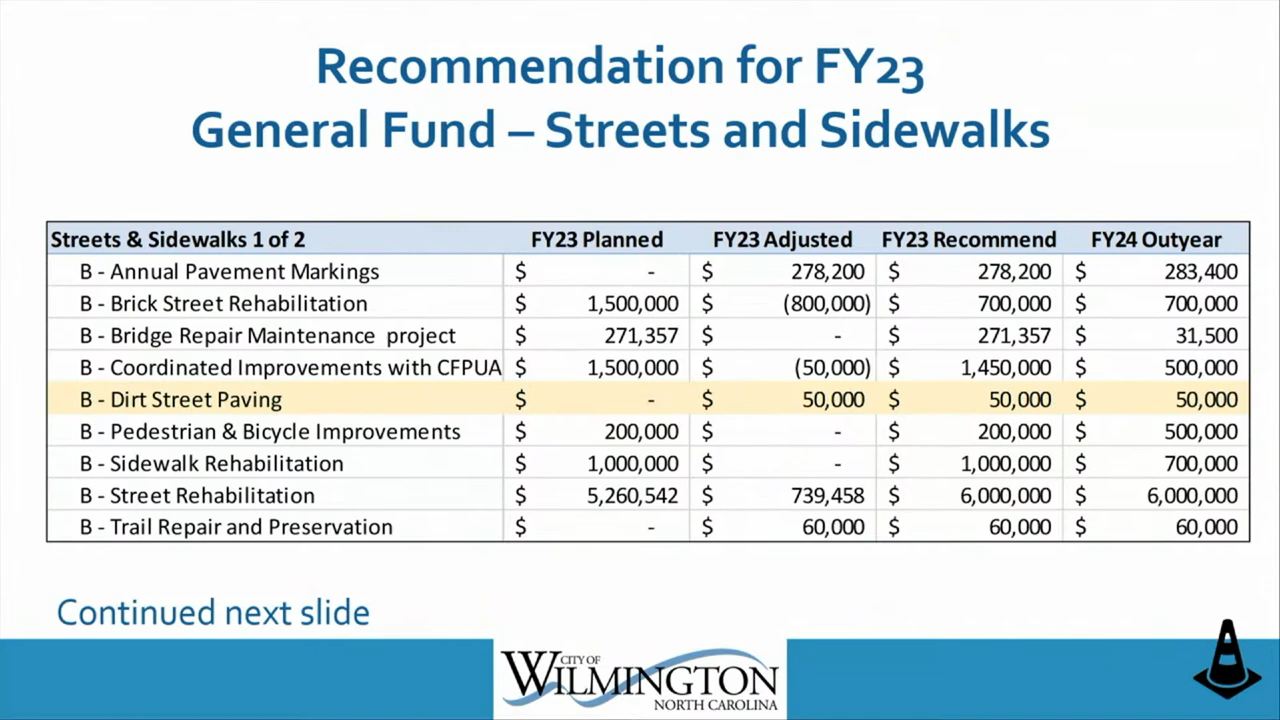 Recommendation for FY23
General Fund – Streets and Sidewalks
Streets & Sidewalks 1 of 2 FY23 Planned FY23 Adjusted FY23 Recommend FY24 Outyear
B - Annual Pavement Markings $ - $ 278,200 $ 278,200 $ 283,400
B - Brick Street Rehabilitation $ 1,500,000 $ (800,000) $ 700,000 $ 700,000
B - Bridge Repair Maintenance project $ 271,357 $ - $ 271,357 $ 31,500
B - Coordinated Improvements with CFPUA $ 1,500,000 $ (50,000) $ 1,450,000 $ 500,000
B - Dirt Street Paving $ - $ 50,000 $ 50,000 $ 50,000
B - Pedestrian & Bicycle Improvements $ 200,000 $ - $ 200,000 $ 500,000
B - Sidewalk Rehabilitation $ 1,000,000 $ - $ 1,000,000 $ 700,000
B - Street Rehabilitation $ 5,260,542 $ 739,458 $ 6,000,000 $ 6,000,000
B - Trail Repair and Preservation $ - $ 60,000 $ 60,000 $ 60,000
Continued next slide
CITY OF
WILMINGTON
NORTH CAROLINA